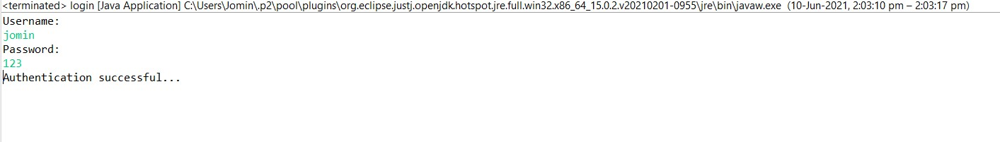 <terminated> login [Java Application] C:\Users\Jomin\.p2\pool\plugins\org.eclipse.justj.openjdk.hotspot.jre.full.win32.x86_64_15.0.2.v20210201-0955\jre\bin\javaw.exe (10-Jun-2021, 2:03:10 pm – 2:03:17 pm)
Username:
jomin
Password:
123
Authentication successful...